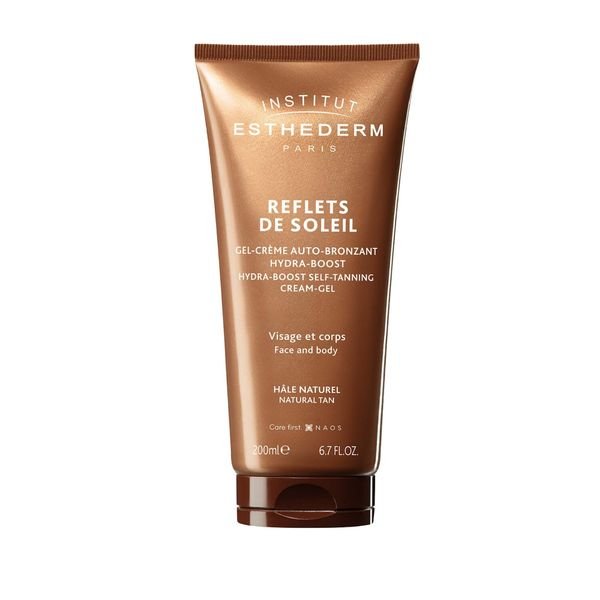 INSTITUT
ESTHEDERM
PARIS
REFLETS
DE SOLEIL
GEL-CRÈME AUTO-BRONZANT
HYDRA-BOOST
HYDRA-BOOST SELF-TANNING
CREAM-GEL
Visage et corps
Face and body
HÂLE NATUREL
NATURAL TAN
Care first. NAOS
200ml℮ 6.7 FL.OZ.